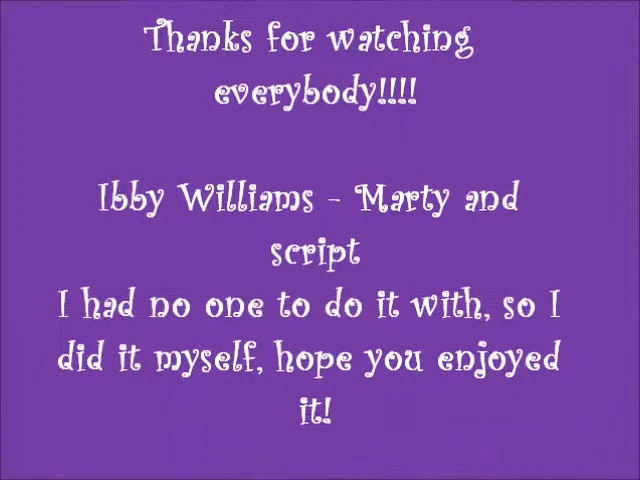 Thanks for watching
everybody!!!!
Ibby Williams - Marty and
script
I had no one to do it with, so I
did it myself, hope you enjoyed
it!